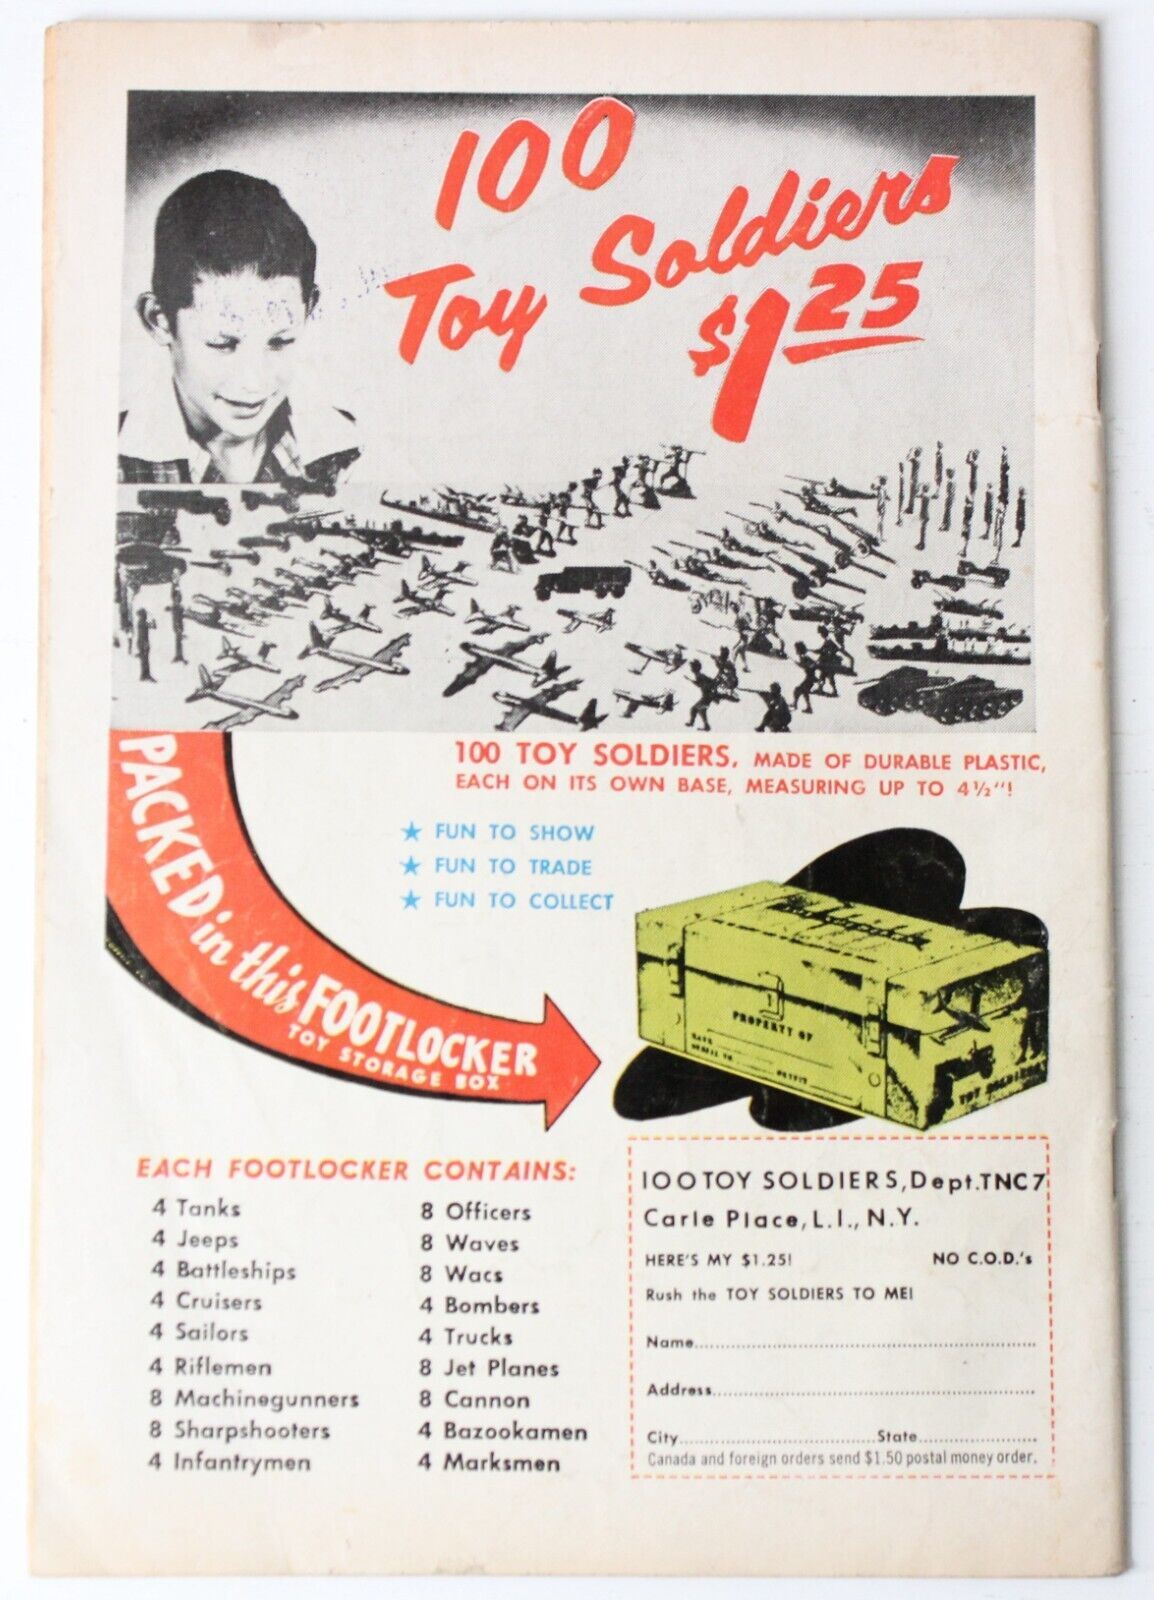 100
Toy Soldiers
$1 25
100 TOY SOLDIERS, MADE OF DURABLE PLASTIC,
EACH ON ITS OWN BASE, MEASURING UP TO 4½"!
★ FUN TO SHOW
★ FUN TO TRADE
★ FUN TO COLLECT
PACKED in this FOOTLOCKER
TOY STORAGE BOX
PROPERTY OF
TOY SOLDIERS
EACH FOOTLOCKER CONTAINS:
4 Tanks
4 Jeeps
4 Battleships
4 Cruisers
4 Sailors
4 Riflemen
8 Machinegunners
8 Sharpshooters
4 Infantrymen
8 Officers
8 Waves
8 Wacs
4 Bombers
4 Trucks
8 Jet Planes
8 Cannon
4 Bazookamen
4 Marksmen
100 TOY SOLDIERS, Dept. TNC7
Carle Place, L.I., N.Y.
HERE'S MY $1.25! NO C.O.D.'s
Rush the TOY SOLDIERS TO ME!
Name
Address
City State
Canada and foreign orders send $1.50 postal money order.